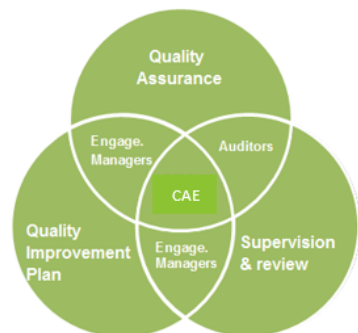 Quality
Assurance
Engage.
Managers
Auditors
CAE
Quality
Improvement
Plan
Engage.
Managers
Supervision
& review